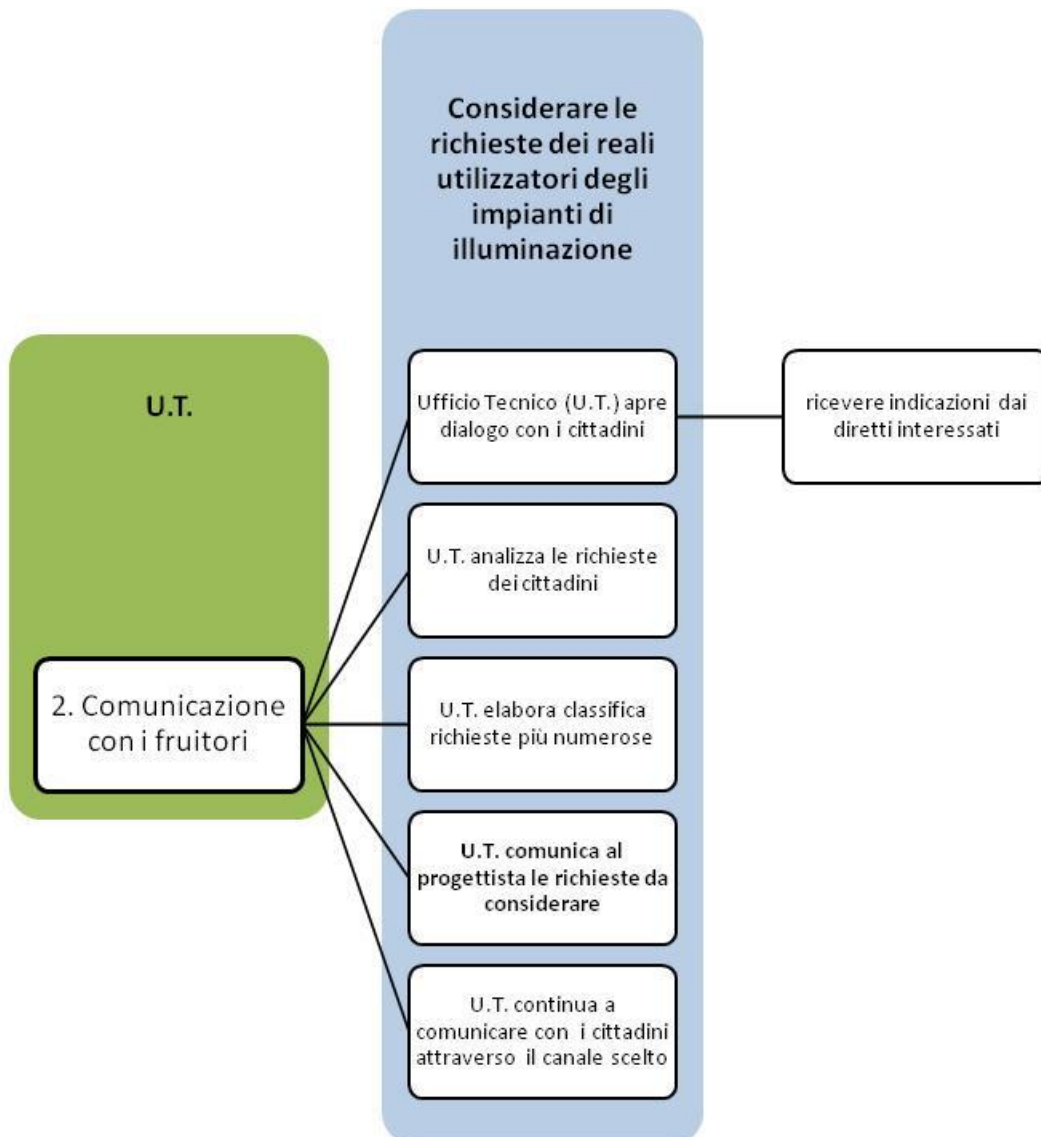 Considerare le
richieste dei reali
utilizzatori degli
impianti di
illuminazione
U.T.
2. Comunicazione
con i fruitori
Ufficio Tecnico (U.T.) apre
dialogo con i cittadini
ricevere indicazioni dai
diretti interessati
U.T. analizza le richieste
dei cittadini
U.T. elabora classifica
richieste più numerose
U.T. comunica al
progettista le richieste da
considerare
U.T. continua a
comunicare con i cittadini
attraverso il canale scelto